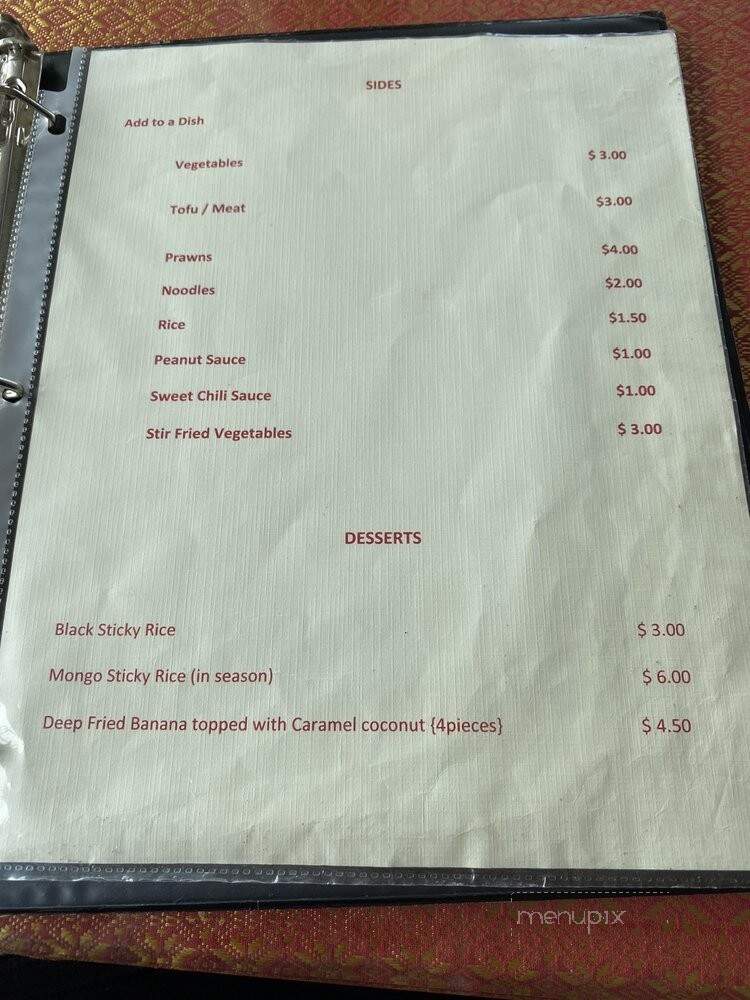 SIDES
Add to a Dish
Vegetables $ 3.00
Tofu / Meat $3.00
Prawns $4.00
Noodles $2.00
Rice $1.50
Peanut Sauce $1.00
Sweet Chili Sauce $1.00
Stir Fried Vegetables $ 3.00
DESSERTS
Black Sticky Rice $ 3.00
Mongo Sticky Rice (in season) $ 6.00
Deep Fried Banana topped with Caramel coconut {4pieces} $ 4.50
menupix